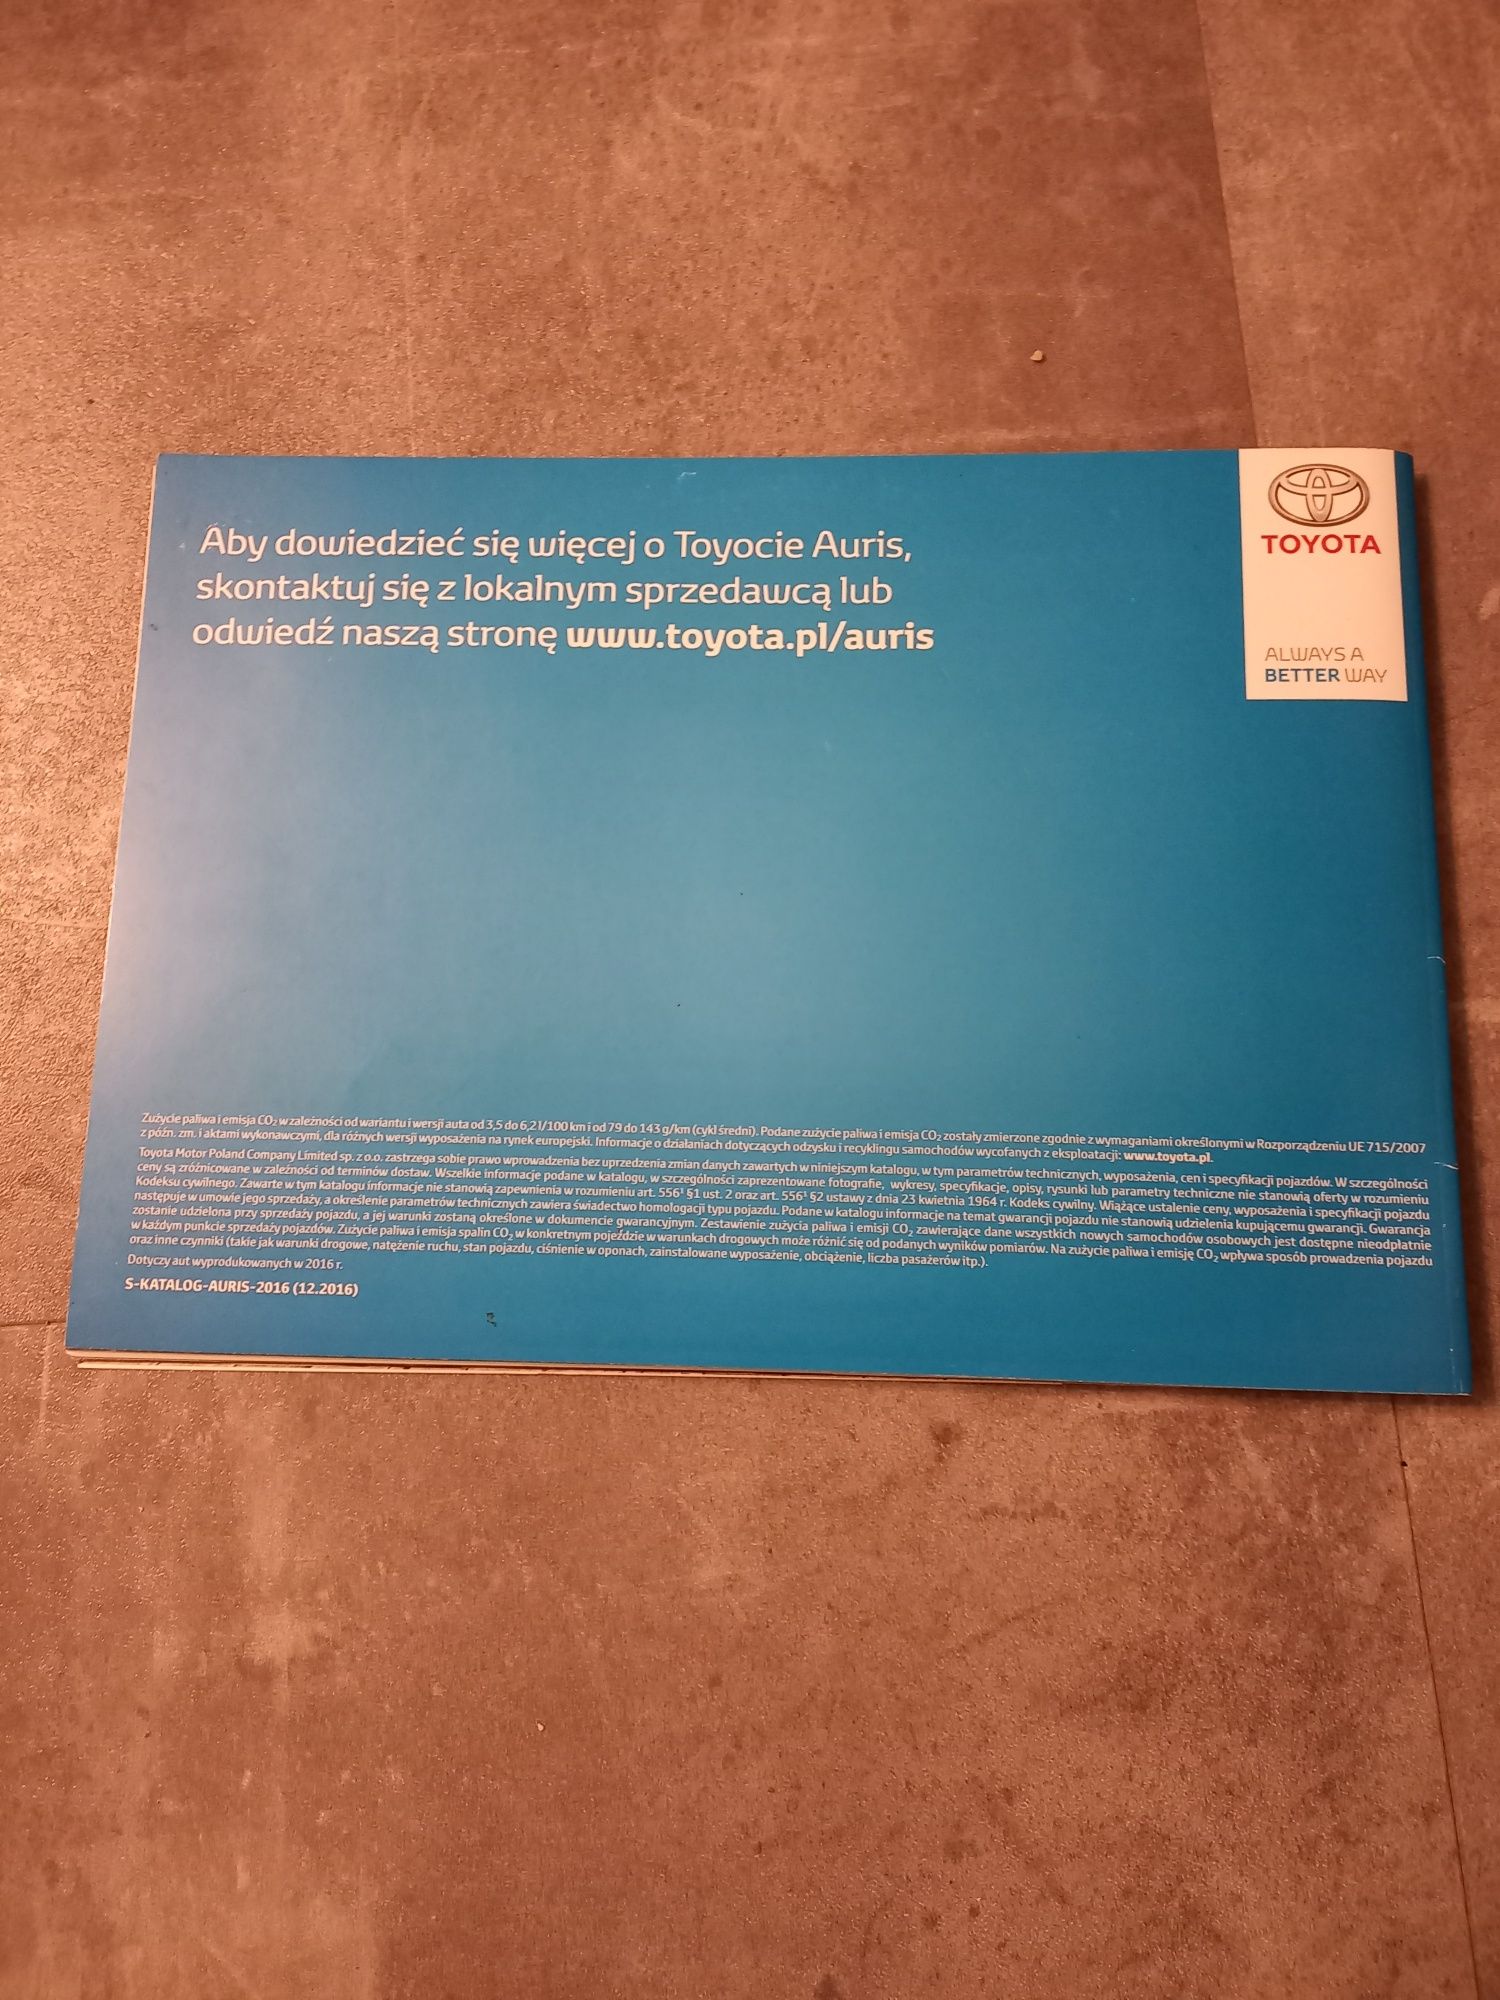 Aby dowiedzieć się więcej o Toyocie Auris,
skontaktuj się z lokalnym sprzedawcą lub
odwiedź naszą stronę www.toyota.pl/auris
TOYOTA
ALWAYS A
BETTER WAY
Zużycie paliwa i emisja CO₂ w zależności od wariantu i wersji auta od 3,5 do 6,2 l/100 km i od 79 do 143 g/km (cykl średni). Podane zużycie paliwa i emisja CO₂ zostały zmierzone zgodnie z wymaganiami określonymi w Rozporządzeniu UE 715/2007
z późn. zm. i aktami wykonawczymi, dla różnych wersji wyposażenia na rynek europejski. Informacje o działaniach dotyczących odzysku i recyklingu samochodów wycofanych z eksploatacji: www.toyota.pl.
Toyota Motor Poland Company Limited sp. z o.o. zastrzega sobie prawo wprowadzenia bez uprzedzenia zmian danych zawartych w niniejszym katalogu, w tym parametrów technicznych, wyposażenia, cen i specyfikacji pojazdów. W szczególności
ceny są zróżnicowane w zależności od terminów dostaw. Wszelkie informacje podane w katalogu, w szczególności zaprezentowane fotografie, wykresy, specyfikacje, opisy, rysunki lub parametry techniczne nie stanowią oferty w rozumieniu
Kodeksu cywilnego. Zawarte w tym katalogu informacje nie stanowią zapewnienia w rozumieniu art. 556¹ §1 ust. 2 oraz art. 556¹ §2 ustawy z dnia 23 kwietnia 1964 r. Kodeks cywilny. Wiążące ustalenie ceny, wyposażenia i specyfikacji pojazdu
następuje w umowie jego sprzedaży, a określenie parametrów technicznych zawiera świadectwo homologacji typu pojazdu. Podane w katalogu informacje na temat gwarancji pojazdu nie stanowią udzielenia kupującemu gwarancji. Gwarancja
zostanie udzielona przy sprzedaży pojazdu, a jej warunki zostaną określone w dokumencie gwarancyjnym. Zestawienie zużycia paliwa i emisji CO₂ zawierające dane wszystkich nowych samochodów osobowych jest dostępne nieodpłatnie
w każdym punkcie sprzedaży pojazdów. Zużycie paliwa i emisja spalin CO₂ w konkretnym pojeździe w warunkach drogowych może różnić się od podanych wyników pomiarów. Na zużycie paliwa i emisję CO₂ wpływa sposób prowadzenia pojazdu
oraz inne czynniki (takie jak warunki drogowe, natężenie ruchu, stan pojazdu, ciśnienie w oponach, zainstalowane wyposażenie, obciążenie, liczba pasażerów itp.).
Dotyczy aut wyprodukowanych w 2016 r.
S-KATALOG-AURIS-2016 (12.2016)